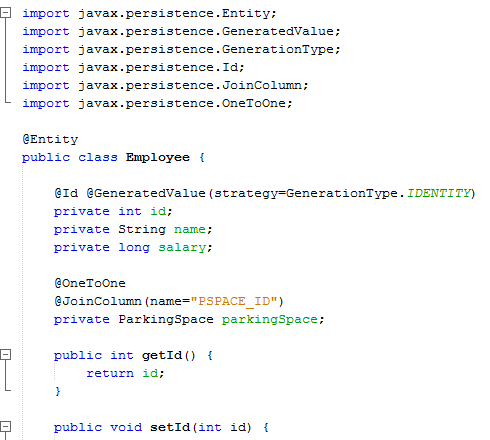 import javax.persistence.Entity;
import javax.persistence.GeneratedValue;
import javax.persistence.GenerationType;
import javax.persistence.Id;
import javax.persistence.JoinColumn;
import javax.persistence.OneToOne;
@Entity
public class Employee {
@Id @GeneratedValue(strategy=GenerationType.IDENTITY)
private int id;
private String name;
private long salary;
@OneToOne
@JoinColumn(name="PSPACE_ID")
private ParkingSpace parkingSpace;
public int getId() {
return id;
}
public void setId(int id) {